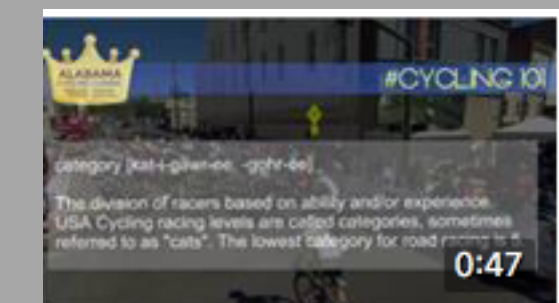 ALABAMA
#CYCLING 101
category [kat-i-gawr-ee, -gohr-ee]
The division of racers based on ability and/or experience.
USA Cycling racing levels are called categories, sometimes
referred to as "cats". The lowest category for road racing is 5.
0:47